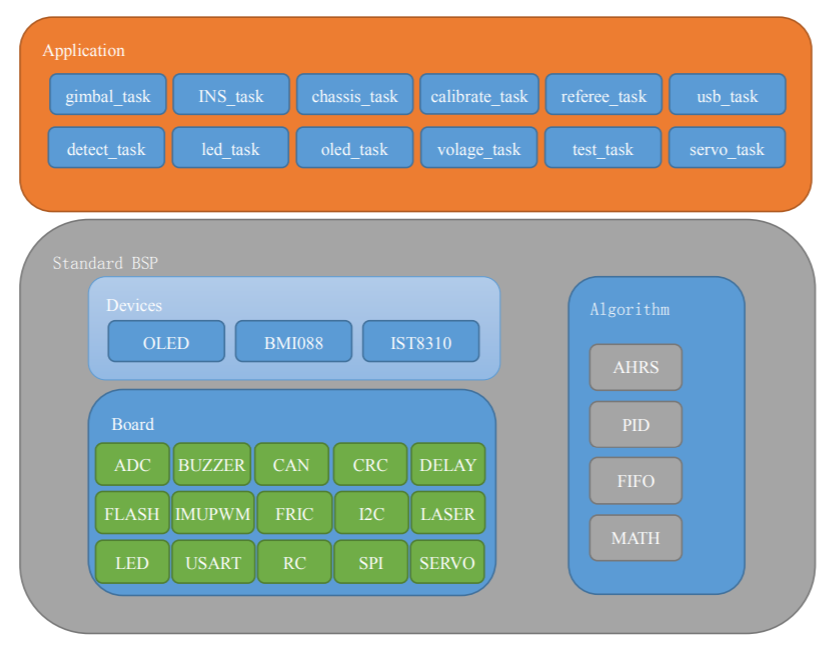 Application
gimbal_task INS_task chassis_task calibrate_task referee_task usb_task
detect_task led_task oled_task volage_task test_task servo_task
Standard BSP
Devices
OLED BMI088 IST8310
Board
ADC BUZZER CAN CRC DELAY
FLASH IMUPWM FRIC I2C LASER
LED USART RC SPI SERVO
Algorithm
AHRS
PID
FIFO
MATH